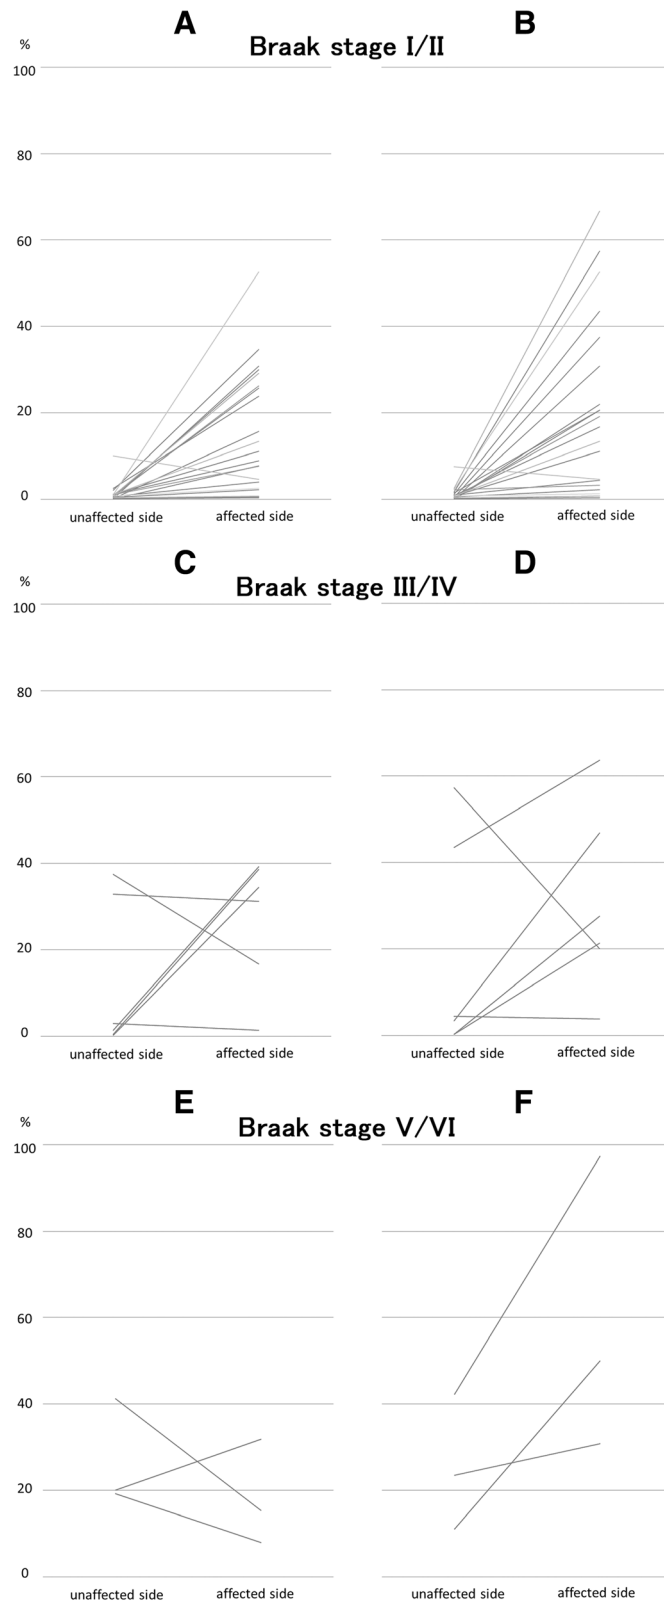 A B
Braak stage I/II
%
100
80
60
40
20
0
unaffected side affected side unaffected side affected side
C D
Braak stage III/IV
%
100
80
60
40
20
0
unaffected side affected side unaffected side affected side
E F
Braak stage V/VI
%
100
80
60
40
20
0
unaffected side affected side unaffected side affected side